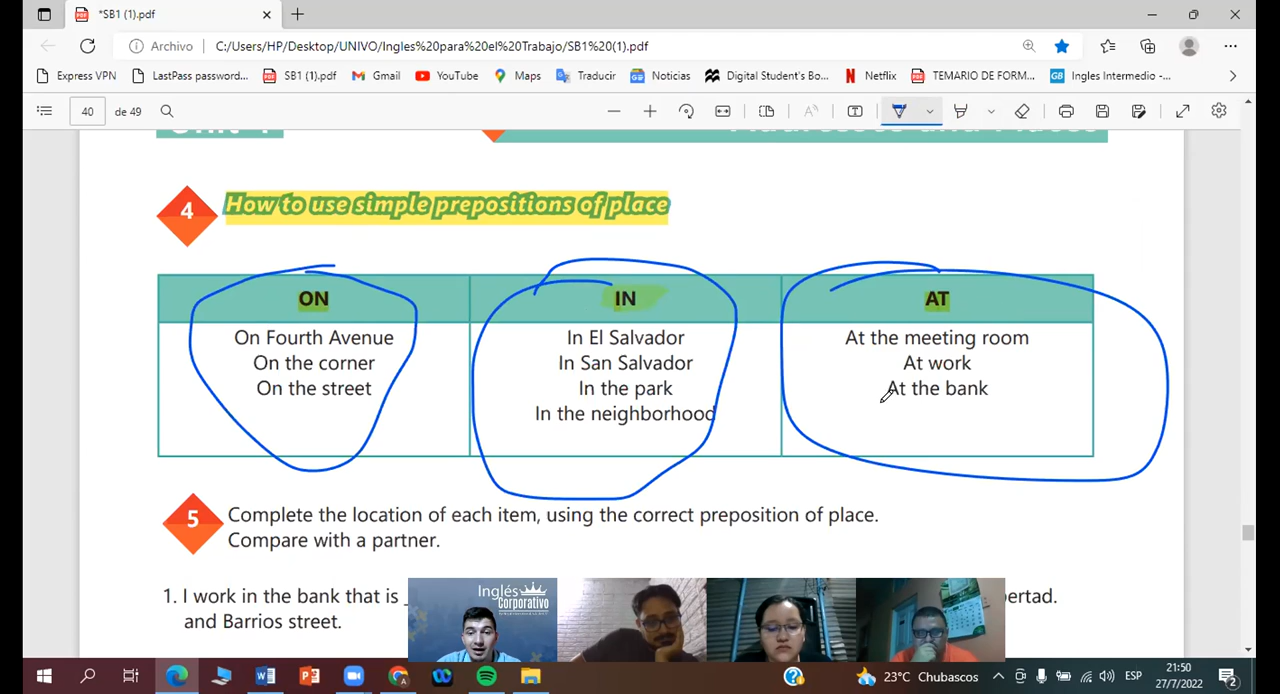 *SB1 (1).pdf
Archivo C:/Users/HP/Desktop/UNIVO/Ingles%20para%20el%20Trabajo/SB1%20(1).pdf
Express VPN LastPass password... SB1 (1).pdf Gmail YouTube Maps Traducir Noticias Digital Student's Bo... Netflix TEMARIO DE FORM... GB Ingles Intermedio -...
40 de 49
4 How to use simple prepositions of place
ON IN AT
On Fourth Avenue In El Salvador At the meeting room
On the corner In San Salvador At work
On the street In the park At the bank
In the neighborhood
5 Complete the location of each item, using the correct preposition of place.
Compare with a partner.
1. I work in the bank that is
and Barrios street.
Inglés
Corporativo
23°C Chubascos ESP 21:50
27/7/2022 2